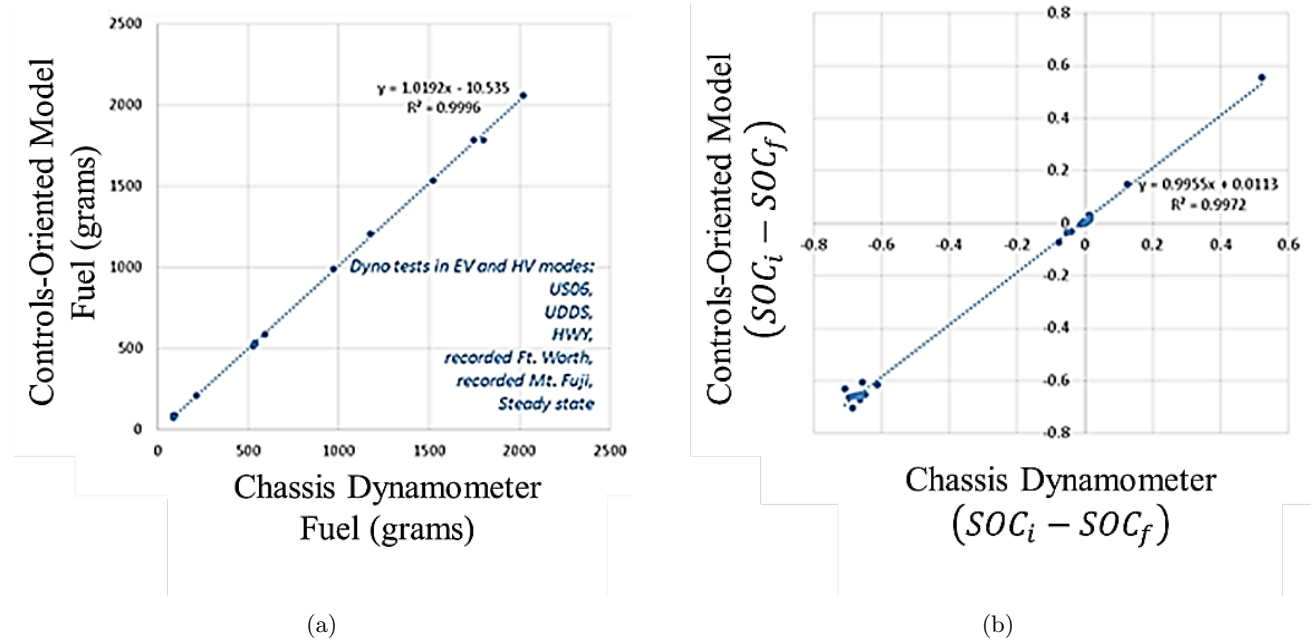 2500
2000
1500
1000
500
0
0
500
1000
1500
2000
2500
Controls-Oriented Model
Fuel (grams)
y = 1.0192x - 10.535
R² = 0.9996
Dyno tests in EV and HV modes:
US06,
UDDS,
HWY,
recorded Ft. Worth,
recorded Mt. Fuji,
Steady state
Chassis Dynamometer
Fuel (grams)
(a)
Controls-Oriented Model
(SOC_i − SOC_f)
0.8
0.6
0.4
0.2
0
-0.2
-0.4
-0.6
-0.8
-0.8
-0.6
-0.4
-0.2
0
0.2
0.4
0.6
y = 0.9955x + 0.0113
R² = 0.9972
Chassis Dynamometer
(SOC_i − SOC_f)
(b)